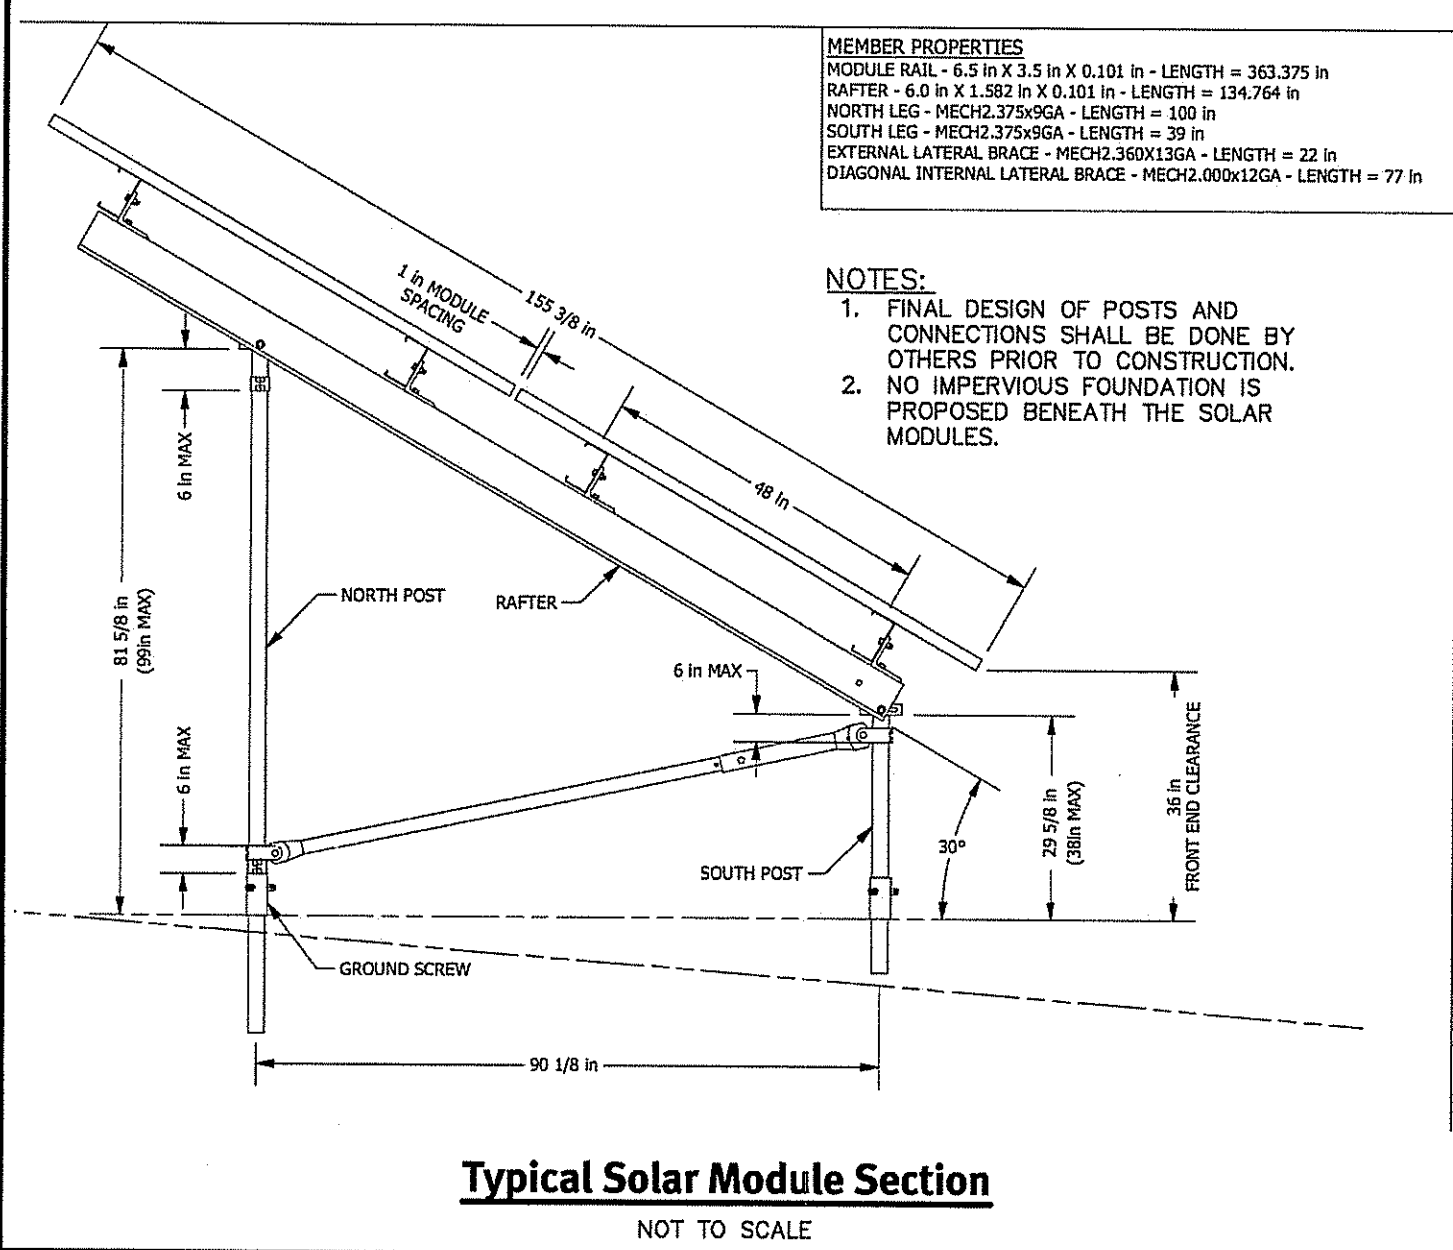 MEMBER PROPERTIES
MODULE RAIL - 6.5 in X 3.5 in X 0.101 in - LENGTH = 363.375 in
RAFTER - 6.0 in X 1.582 in X 0.101 in - LENGTH = 134.764 in
NORTH LEG - MECH2.375x9GA - LENGTH = 100 in
SOUTH LEG - MECH2.375x9GA - LENGTH = 39 in
EXTERNAL LATERAL BRACE - MECH2.360X13GA - LENGTH = 22 in
DIAGONAL INTERNAL LATERAL BRACE - MECH2.000x12GA - LENGTH = 77 in
NOTES:
1. FINAL DESIGN OF POSTS AND
CONNECTIONS SHALL BE DONE BY
OTHERS PRIOR TO CONSTRUCTION.
2. NO IMPERVIOUS FOUNDATION IS
PROPOSED BENEATH THE SOLAR
MODULES.
1 in MODULE
SPACING
155 3/8 in
48 in
6 in MAX
81 5/8 in
(99in MAX)
NORTH POST
RAFTER
6 in MAX
6 in MAX
SOUTH POST
30°
29 5/8 in
(38in MAX)
36 in
FRONT END CLEARANCE
GROUND SCREW
90 1/8 in
Typical Solar Module Section
NOT TO SCALE